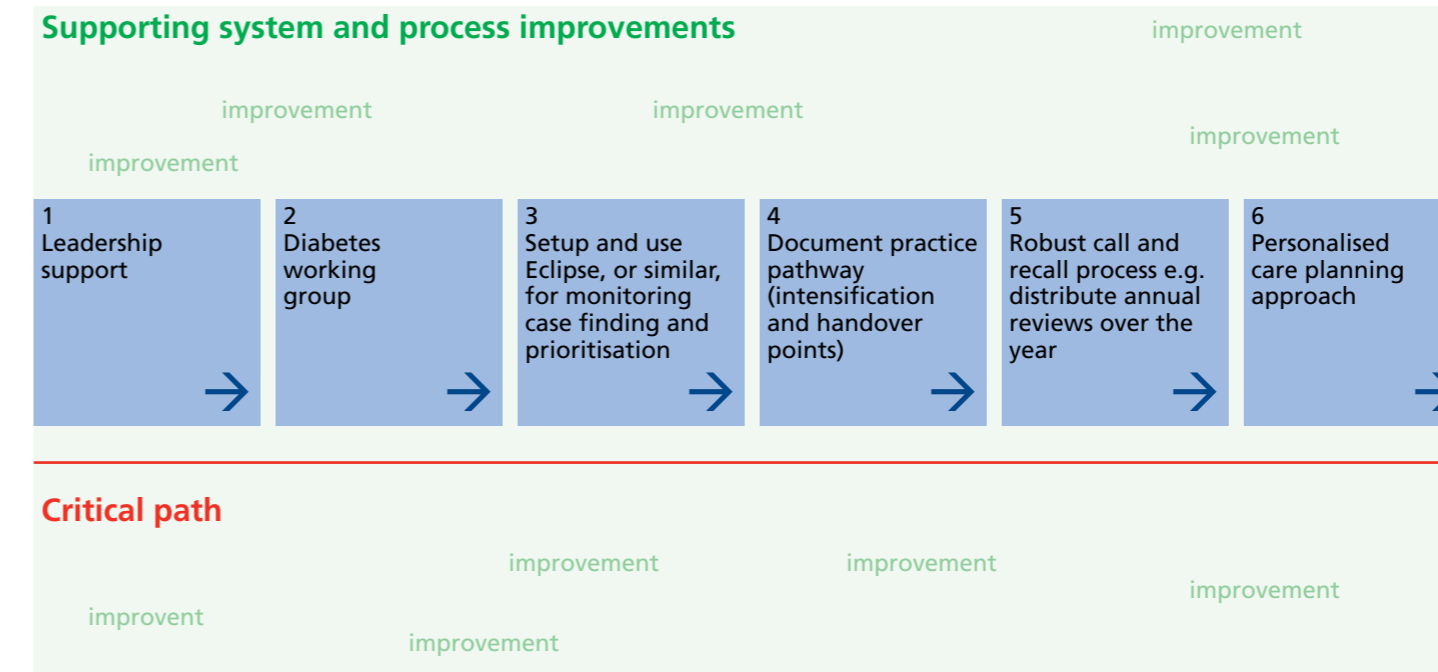 Supporting system and process improvements
improvement
improvement
improvement
improvement
improvement
1
Leadership
support
2
Diabetes
working
group
3
Setup and use
Eclipse, or similar,
for monitoring
case finding and
prioritisation
4
Document practice
pathway
(intensification
and handover
points)
5
Robust call and
recall process e.g.
distribute annual
reviews over the
year
6
Personalised
care planning
approach
Critical path
improvement
improvement
improvement
improvent
improvement